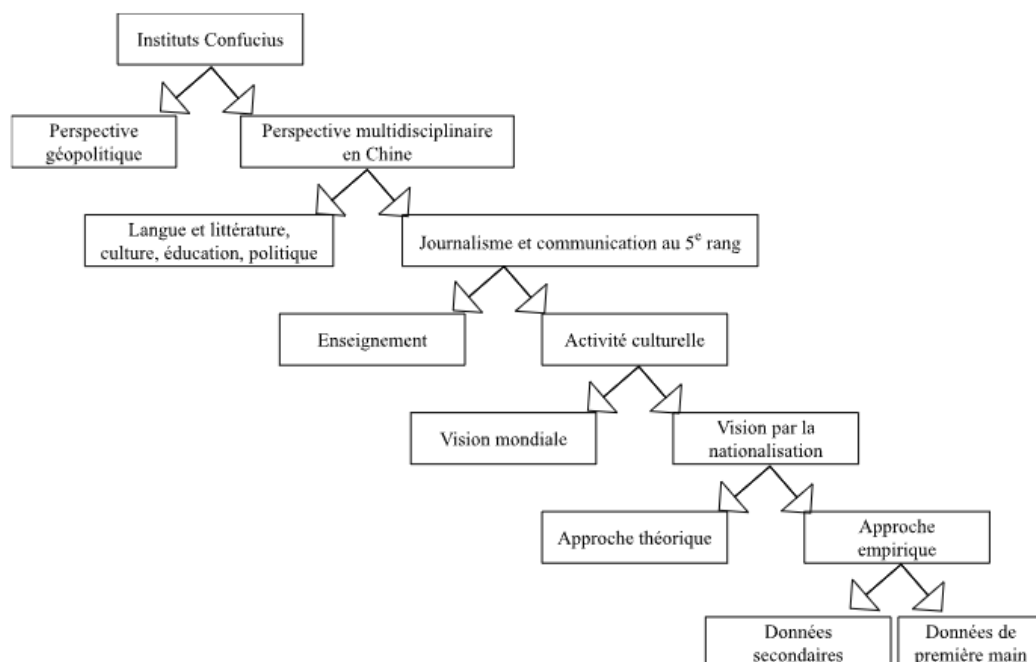 Instituts Confucius
Perspective
géopolitique
Perspective multidisciplinaire
en Chine
Langue et littérature,
culture, éducation, politique
Journalisme et communication au 5e rang
Enseignement
Activité culturelle
Vision mondiale
Vision par la
nationalisation
Approche théorique
Approche
empirique
Données
secondaires
Données de
première main